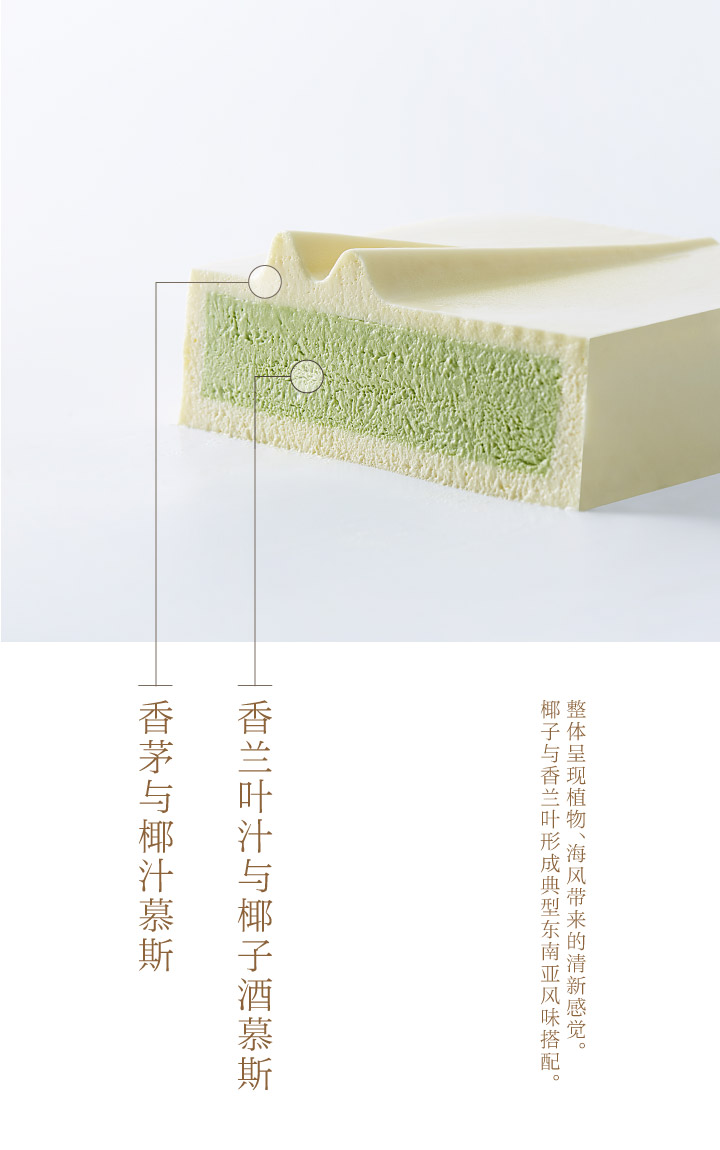 整体呈现植物、海风带来的清新感觉。
椰子与香兰叶形成典型东南亚风味搭配。
香兰叶汁与椰子酒慕斯
香茅与椰汁慕斯